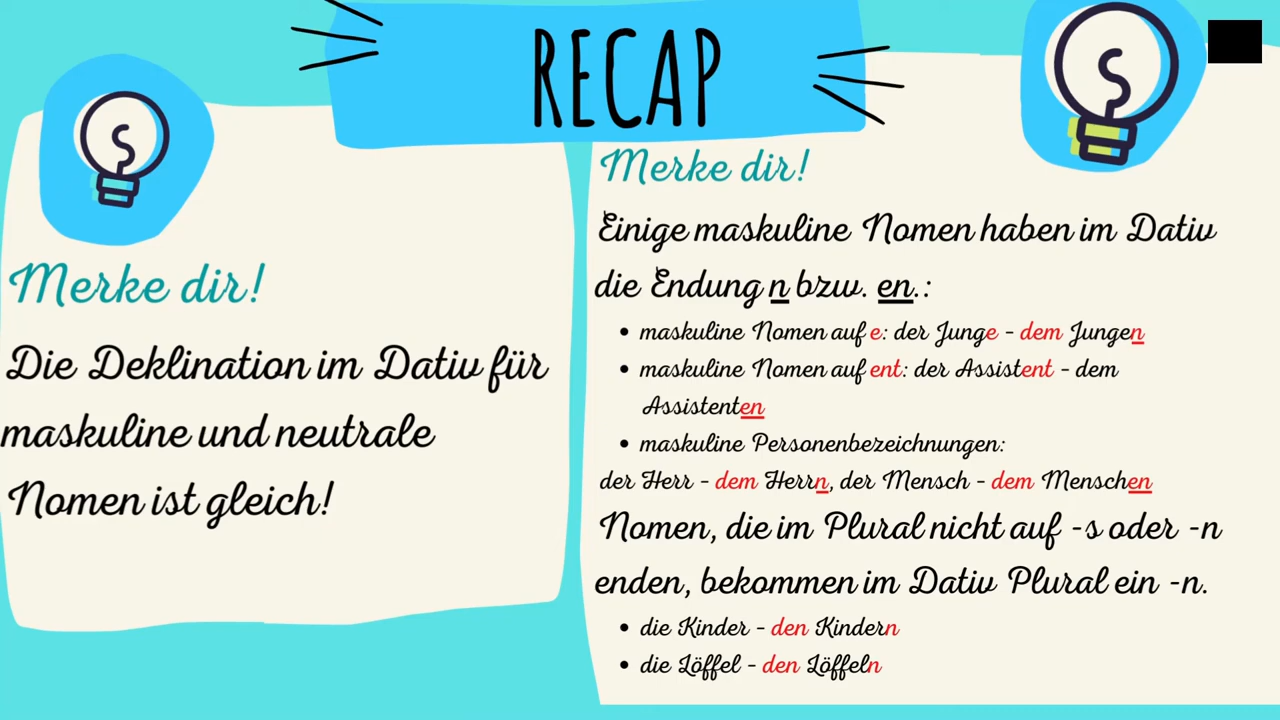 RECAP
Merke dir!
Die Deklination im Dativ für
maskuline und neutrale
Nomen ist gleich!
Merke dir!
Einige maskuline Nomen haben im Dativ
die Endung n bzw. en.:
• maskuline Nomen auf e: der Junge - dem Jungen
• maskuline Nomen auf ent: der Assistent - dem
Assistenten
• maskuline Personenbezeichnungen:
der Herr - dem Herrn, der Mensch - dem Menschen
Nomen, die im Plural nicht auf -s oder -n
enden, bekommen im Dativ Plural ein -n.
• die Kinder - den Kindern
• die Löffel - den Löffeln